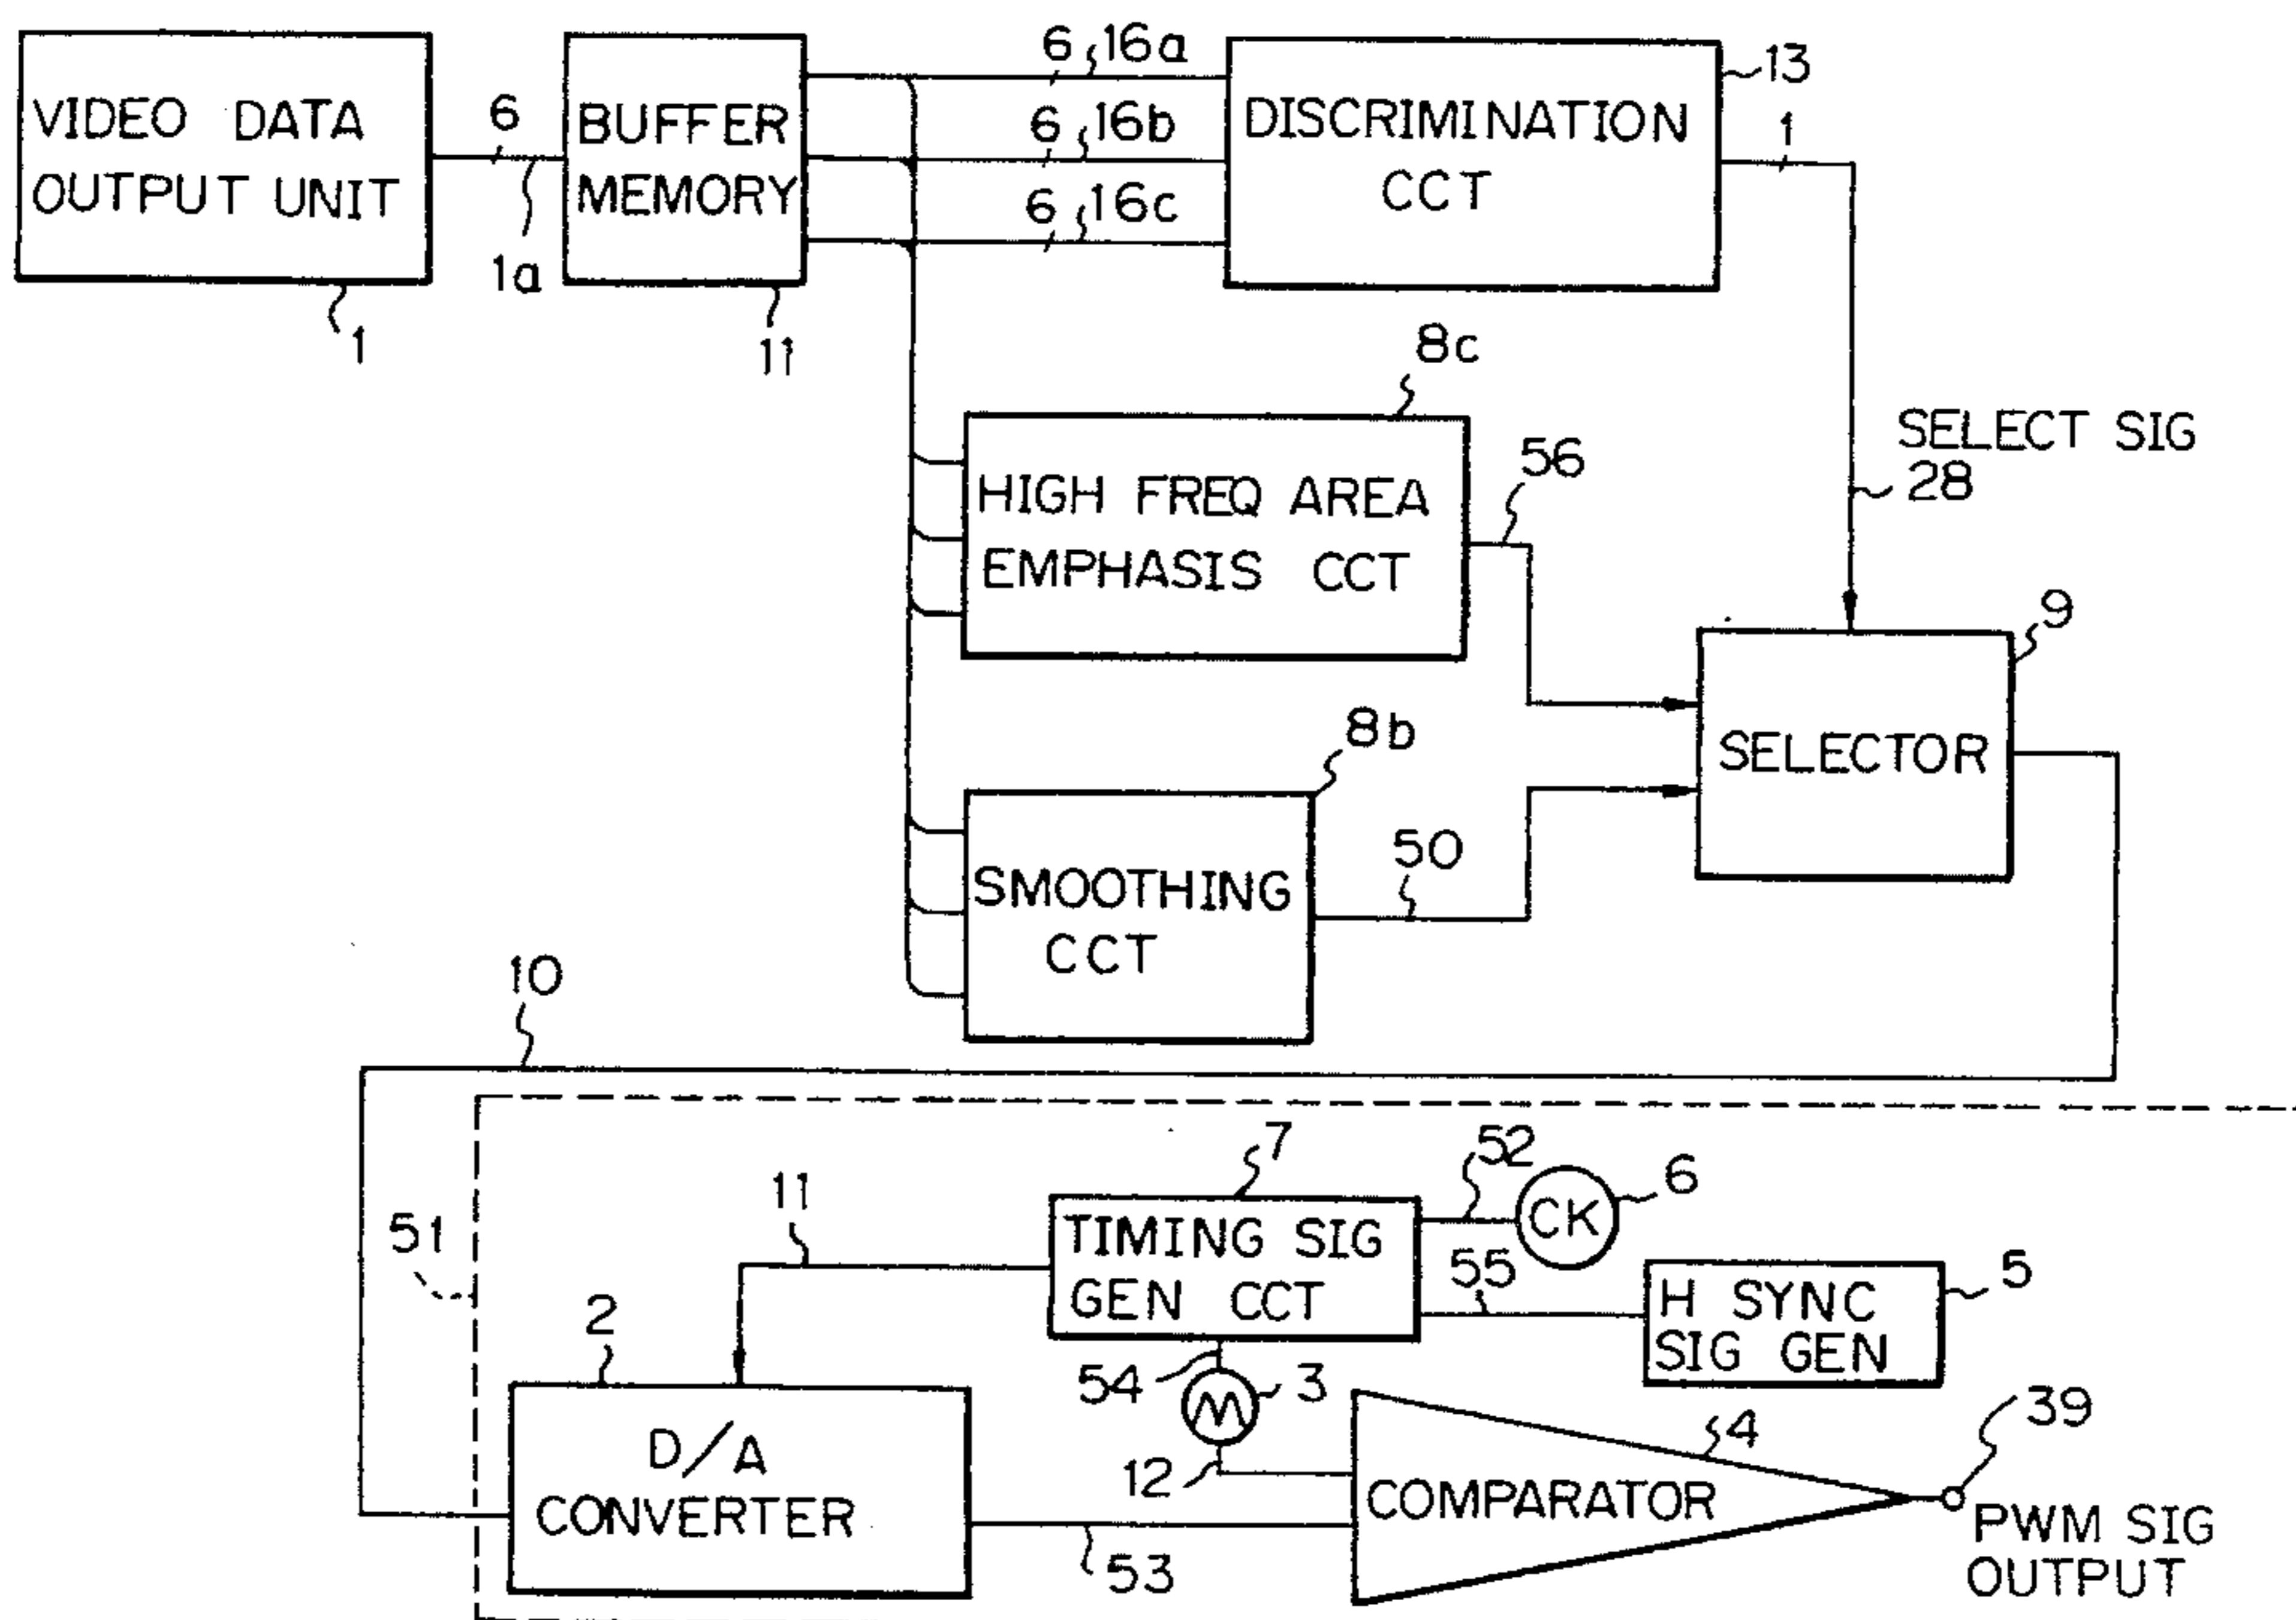 VIDEO DATA
OUTPUT UNIT
1
6
1a
BUFFER
MEMORY
11
6 16a
6 16b
6 16c
DISCRIMINATION
CCT
13
1
SELECT SIG
28
8c
HIGH FREQ AREA
EMPHASIS CCT
56
9
SELECTOR
8b
SMOOTHING
CCT
50
10
51
11
7
TIMING SIG
GEN CCT
52
CK
6
55
H SYNC
SIG GEN
5
2
D/A
CONVERTER
54
3
12
53
COMPARATOR
4
39
PWM SIG
OUTPUT